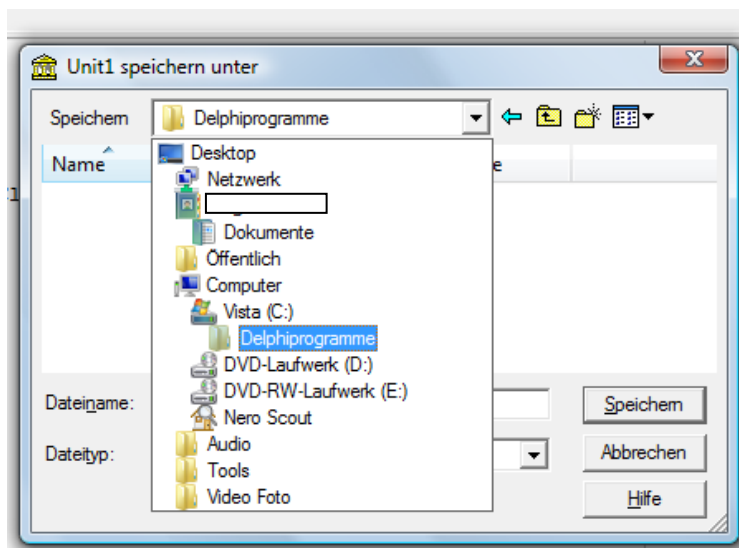 Unit1 speichern unter
Speichern
Delphiprogramme
Name
e
Desktop
Netzwerk
Dokumente
Öffentlich
Computer
Vista (C:)
Delphiprogramme
DVD-Laufwerk (D:)
DVD-RW-Laufwerk (E:)
Nero Scout
Audio
Tools
Video Foto
Dateiname:
Speichern
Dateityp:
Abbrechen
Hilfe